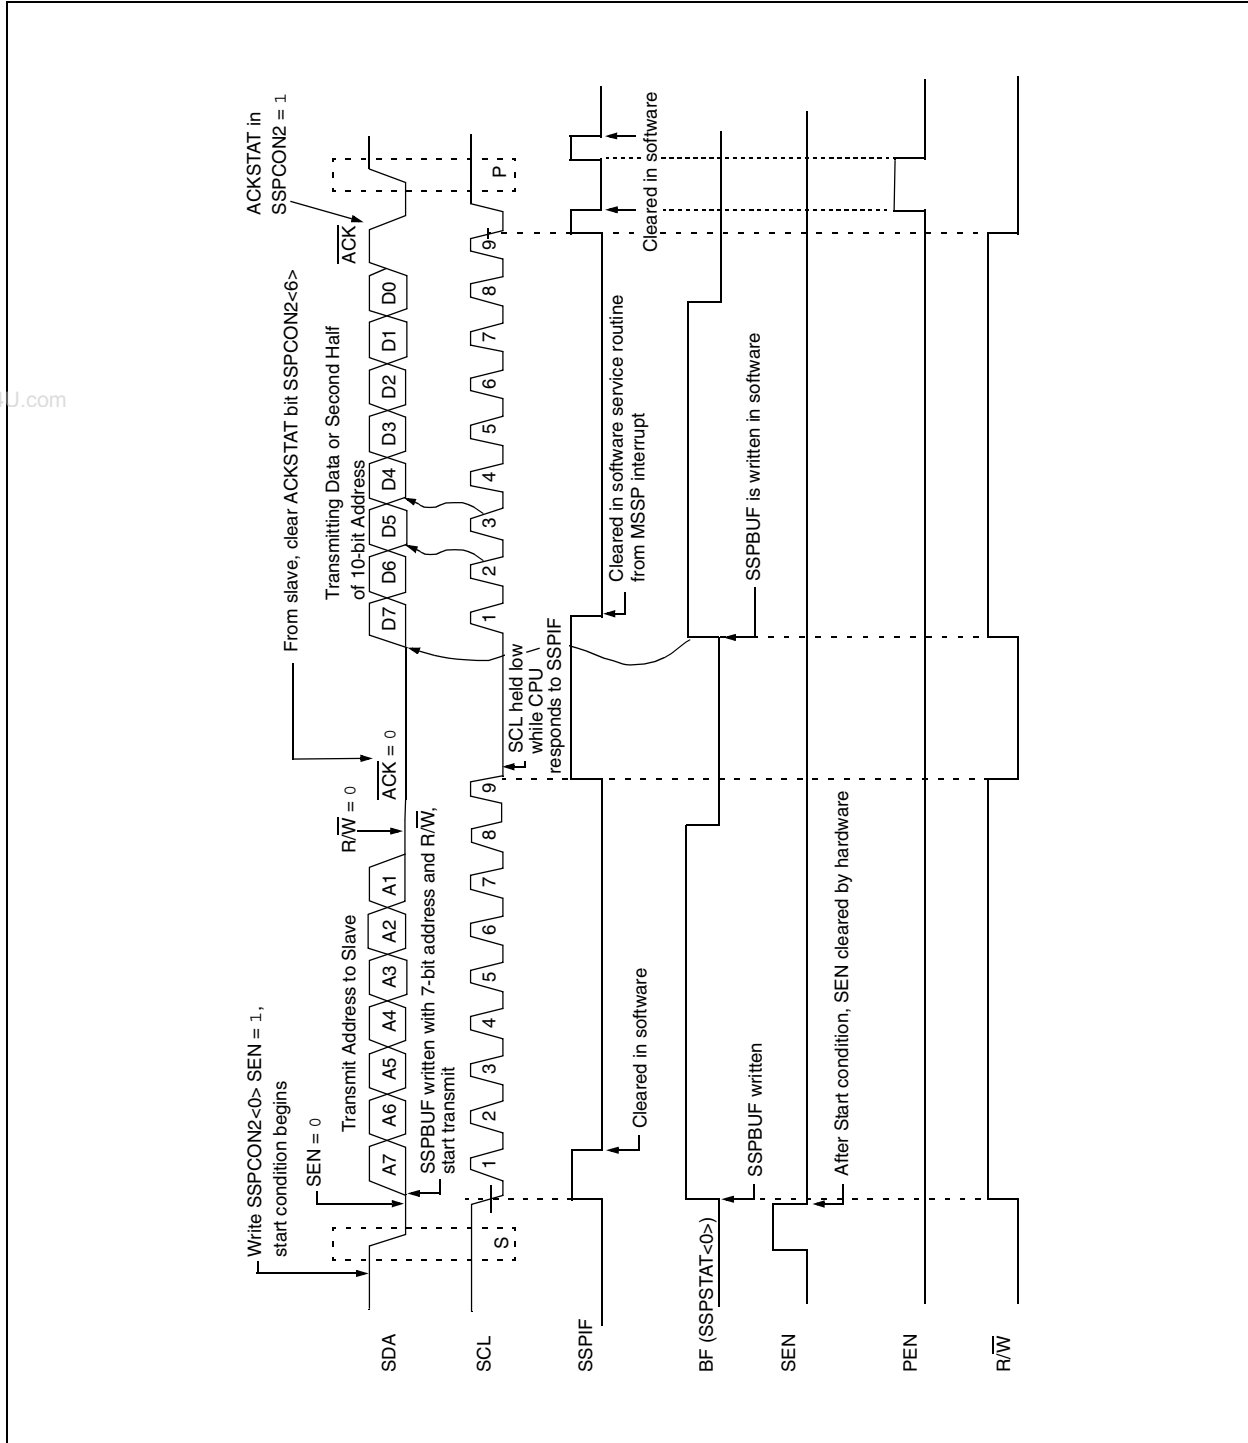 Write SSPCON2<0> SEN = 1,
start condition begins
SEN = 0
Transmit Address to Slave
R/W = 0
ACK = 0
From slave, clear ACKSTAT bit SSPCON2<6>
Transmitting Data or Second Half
of 10-bit Address
ACK
ACKSTAT in
SSPCON2 = 1
SDA
A7 A6 A5 A4 A3 A2 A1
D7 D6 D5 D4 D3 D2 D1 D0
SSPBUF written with 7-bit address and R/W,
start transmit
SCL
S
1 2 3 4 5 6 7 8 9
1 2 3 4 5 6 7 8 9
P
SCL held low
while CPU
responds to SSPIF
SSPIF
Cleared in software
Cleared in software service routine
from MSSP interrupt
Cleared in software
BF (SSPSTAT<0>)
SSPBUF written
SSPBUF is written in software
SEN
After Start condition, SEN cleared by hardware
PEN
R/W
U.com